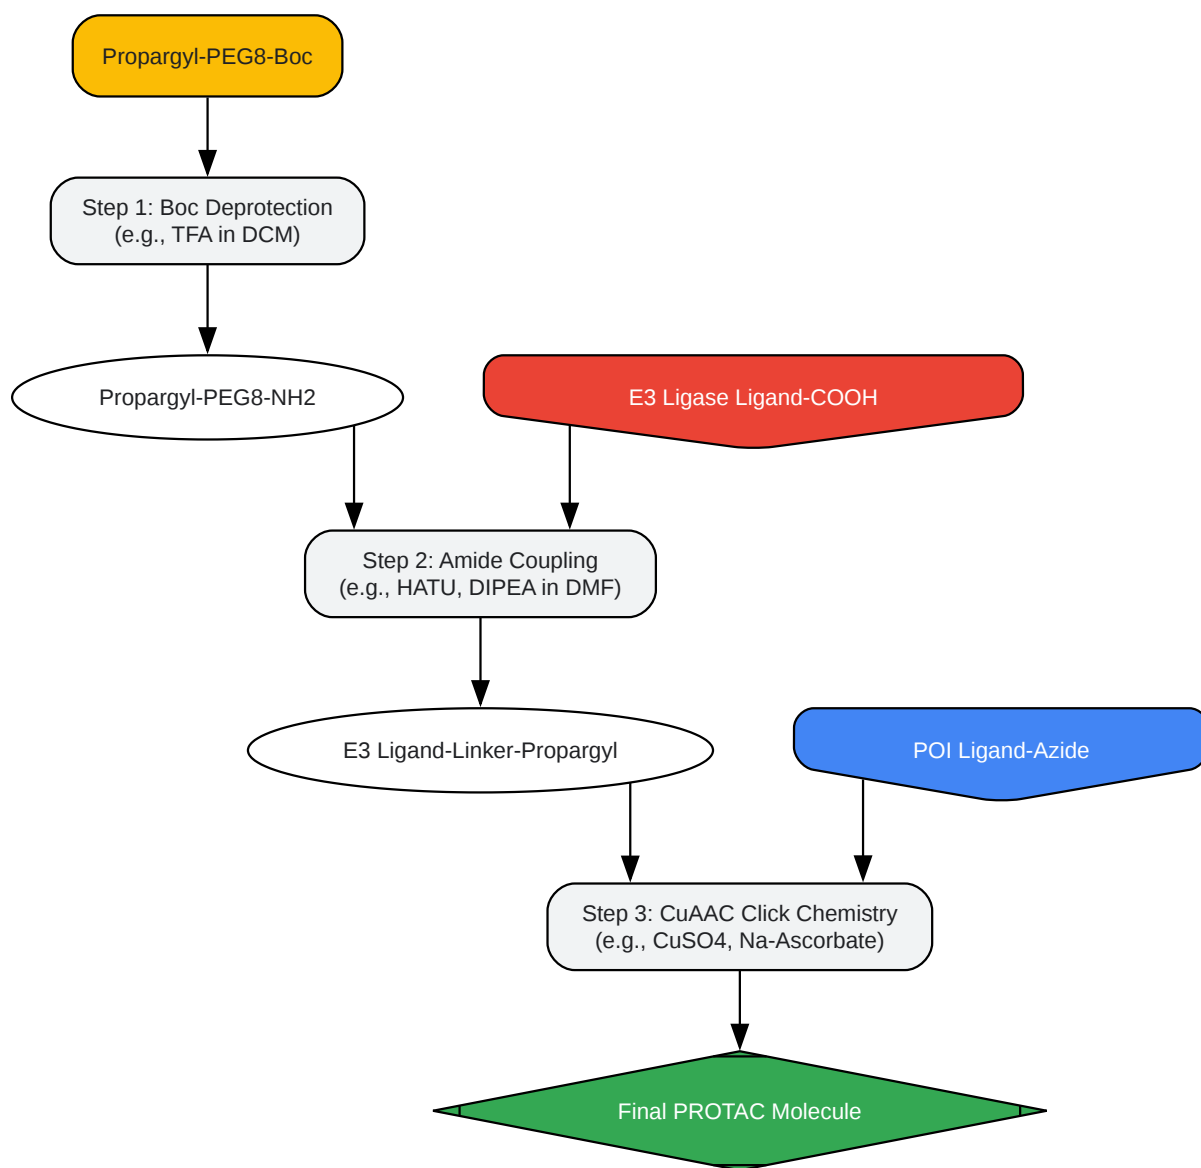 Propargyl-PEG8-Boc
Step 1: Boc Deprotection
(e.g., TFA in DCM)
Propargyl-PEG8-NH2
E3 Ligase Ligand-COOH
Step 2: Amide Coupling
(e.g., HATU, DIPEA in DMF)
E3 Ligand-Linker-Propargyl
POI Ligand-Azide
Step 3: CuAAC Click Chemistry
(e.g., CuSO4, Na-Ascorbate)
Final PROTAC Molecule